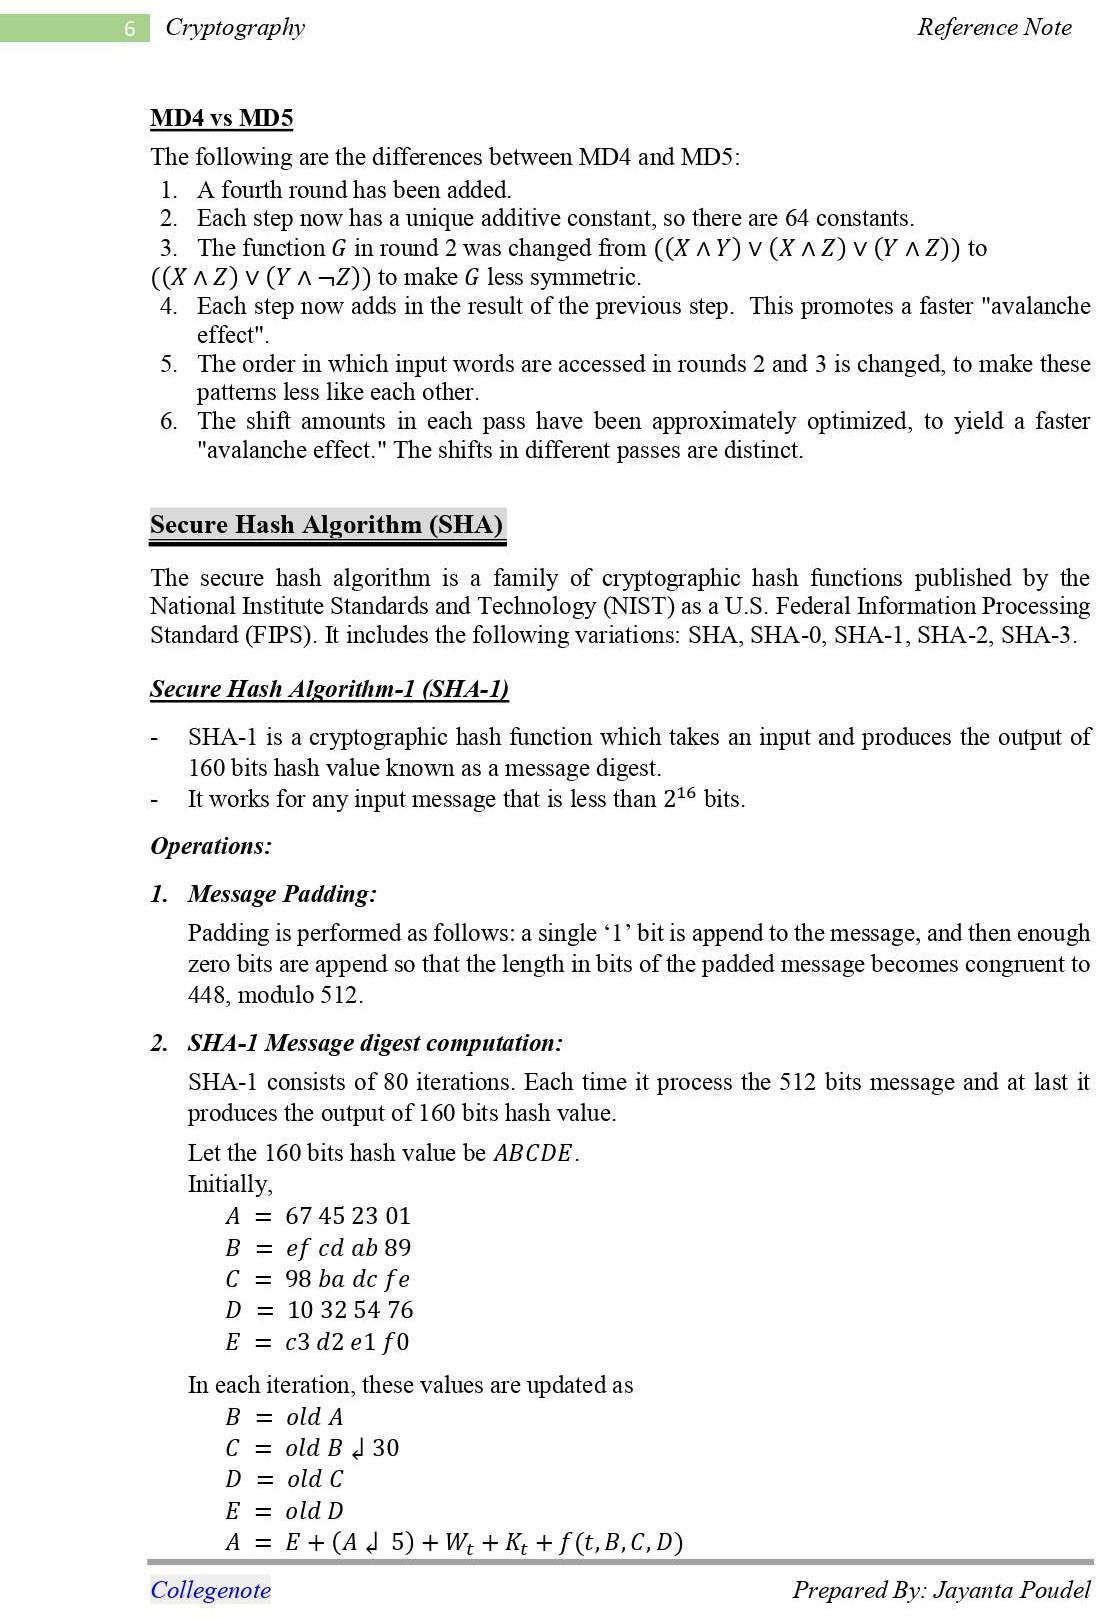 6 Cryptography Reference Note
MD4 vs MD5
The following are the differences between MD4 and MD5:
1. A fourth round has been added.
2. Each step now has a unique additive constant, so there are 64 constants.
3. The function G in round 2 was changed from ((X ∧ Y) ∨ (X ∧ Z) ∨ (Y ∧ Z)) to
((X ∧ Z) ∨ (Y ∧ ¬Z)) to make G less symmetric.
4. Each step now adds in the result of the previous step. This promotes a faster "avalanche
effect".
5. The order in which input words are accessed in rounds 2 and 3 is changed, to make these
patterns less like each other.
6. The shift amounts in each pass have been approximately optimized, to yield a faster
"avalanche effect." The shifts in different passes are distinct.
Secure Hash Algorithm (SHA)
The secure hash algorithm is a family of cryptographic hash functions published by the
National Institute Standards and Technology (NIST) as a U.S. Federal Information Processing
Standard (FIPS). It includes the following variations: SHA, SHA-0, SHA-1, SHA-2, SHA-3.
Secure Hash Algorithm-1 (SHA-1)
- SHA-1 is a cryptographic hash function which takes an input and produces the output of
160 bits hash value known as a message digest.
- It works for any input message that is less than 2¹⁶ bits.
Operations:
1. Message Padding:
Padding is performed as follows: a single ‘1’ bit is append to the message, and then enough
zero bits are append so that the length in bits of the padded message becomes congruent to
448, modulo 512.
2. SHA-1 Message digest computation:
SHA-1 consists of 80 iterations. Each time it process the 512 bits message and at last it
produces the output of 160 bits hash value.
Let the 160 bits hash value be ABCDE.
Initially,
A = 67 45 23 01
B = ef cd ab 89
C = 98 ba dc fe
D = 10 32 54 76
E = c3 d2 e1 f0
In each iteration, these values are updated as
B = old A
C = old B ↲ 30
D = old C
E = old D
A = E + (A ↲ 5) + Wₜ + Kₜ + f(t, B, C, D)
Collegenote Prepared By: Jayanta Poudel